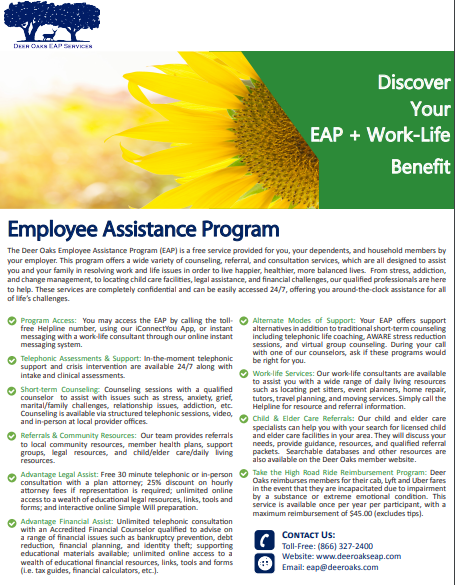 DEER OAKS EAP SERVICES
Discover
Your
EAP + Work-Life
Benefit
Employee Assistance Program
The Deer Oaks Employee Assistance Program (EAP) is a free service provided for you, your dependents, and household members by
your employer. This program offers a wide variety of counseling, referral, and consultation services, which are all designed to assist
you and your family in resolving work and life issues in order to live happier, healthier, more balanced lives. From stress, addiction,
and change management, to locating child care facilities, legal assistance, and financial challenges, our qualified professionals are here
to help. These services are completely confidential and can be easily accessed 24/7, offering you around-the-clock assistance for all
of life's challenges.
Program Access: You may access the EAP by calling the toll-
free Helpline number, using our iConnectYou App, or instant
messaging with a work-life consultant through our online instant
messaging system.
Telephonic Assessments & Support: In-the-moment telephonic
support and crisis intervention are available 24/7 along with
intake and clinical assessments.
Short-term Counseling: Counseling sessions with a qualified
counselor to assist with issues such as stress, anxiety, grief,
marital/family challenges, relationship issues, addiction, etc.
Counseling is available via structured telephonic sessions, video,
and in-person at local provider offices.
Referrals & Community Resources: Our team provides referrals
to local community resources, member health plans, support
groups, legal resources, and child/elder care/daily living
resources.
Advantage Legal Assist: Free 30 minute telephonic or in-person
consultation with a plan attorney; 25% discount on hourly
attorney fees if representation is required; unlimited online
access to a wealth of educational legal resources, links, tools and
forms; and interactive online Simple Will preparation.
Advantage Financial Assist: Unlimited telephonic consultation
with an Accredited Financial Counselor qualified to advise on
a range of financial issues such as bankruptcy prevention, debt
reduction, financial planning, and identity theft; supporting
educational materials available; unlimited online access to a
wealth of educational financial resources, links, tools and forms
(i.e. tax guides, financial calculators, etc.).
Alternate Modes of Support: Your EAP offers support
alternatives in addition to traditional short-term counseling
including telephonic life coaching, AWARE stress reduction
sessions, and virtual group counseling. During your call
with one of our counselors, ask if these programs would
be right for you.
Work-Life Services: Our work-life consultants are available
to assist you with a wide range of daily living resources
such as locating pet sitters, event planners, home repair,
tutors, travel planning, and moving services. Simply call the
Helpline for resource and referral information.
Child & Elder Care Referrals: Our child and elder care
specialists can help you with your search for licensed child
and elder care facilities in your area. They will discuss your
needs, provide guidance, resources, and qualified referral
packets. Searchable databases and other resources are
also available on the Deer Oaks member website.
Take the High Road Ride Reimbursement Program: Deer
Oaks reimburses members for their cab, Lyft and Uber fares
in the event that they are incapacitated due to impairment
by a substance or extreme emotional condition. This
service is available once per year per participant, with a
maximum reimbursement of $45.00 (excludes tips).
CONTACT US:
Toll-Free: (866) 327-2400
Website: www.deeroakseap.com
Email: eap@deeroaks.com